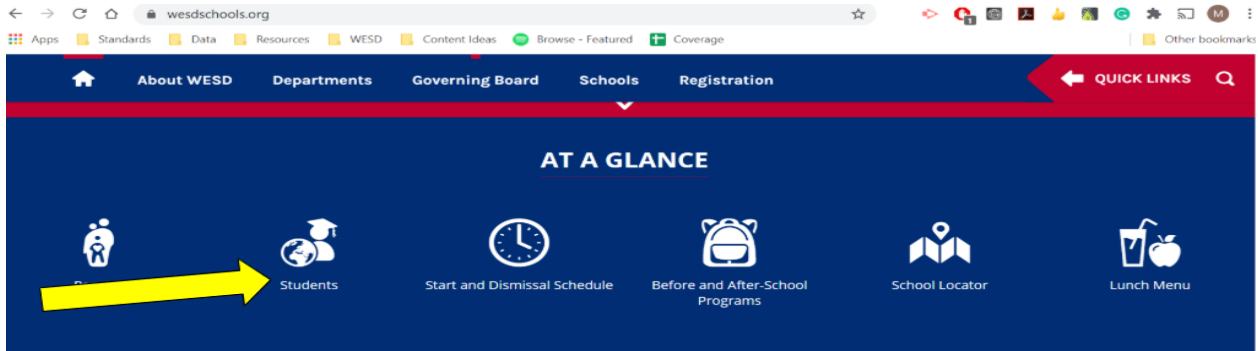 wesdschools.org
Apps Standards Data Resources WESD Content Ideas Browse - Featured Coverage Other bookmarks
About WESD Departments Governing Board Schools Registration QUICK LINKS
AT A GLANCE
Students Start and Dismissal Schedule Before and After-School School Locator Lunch Menu
Programs